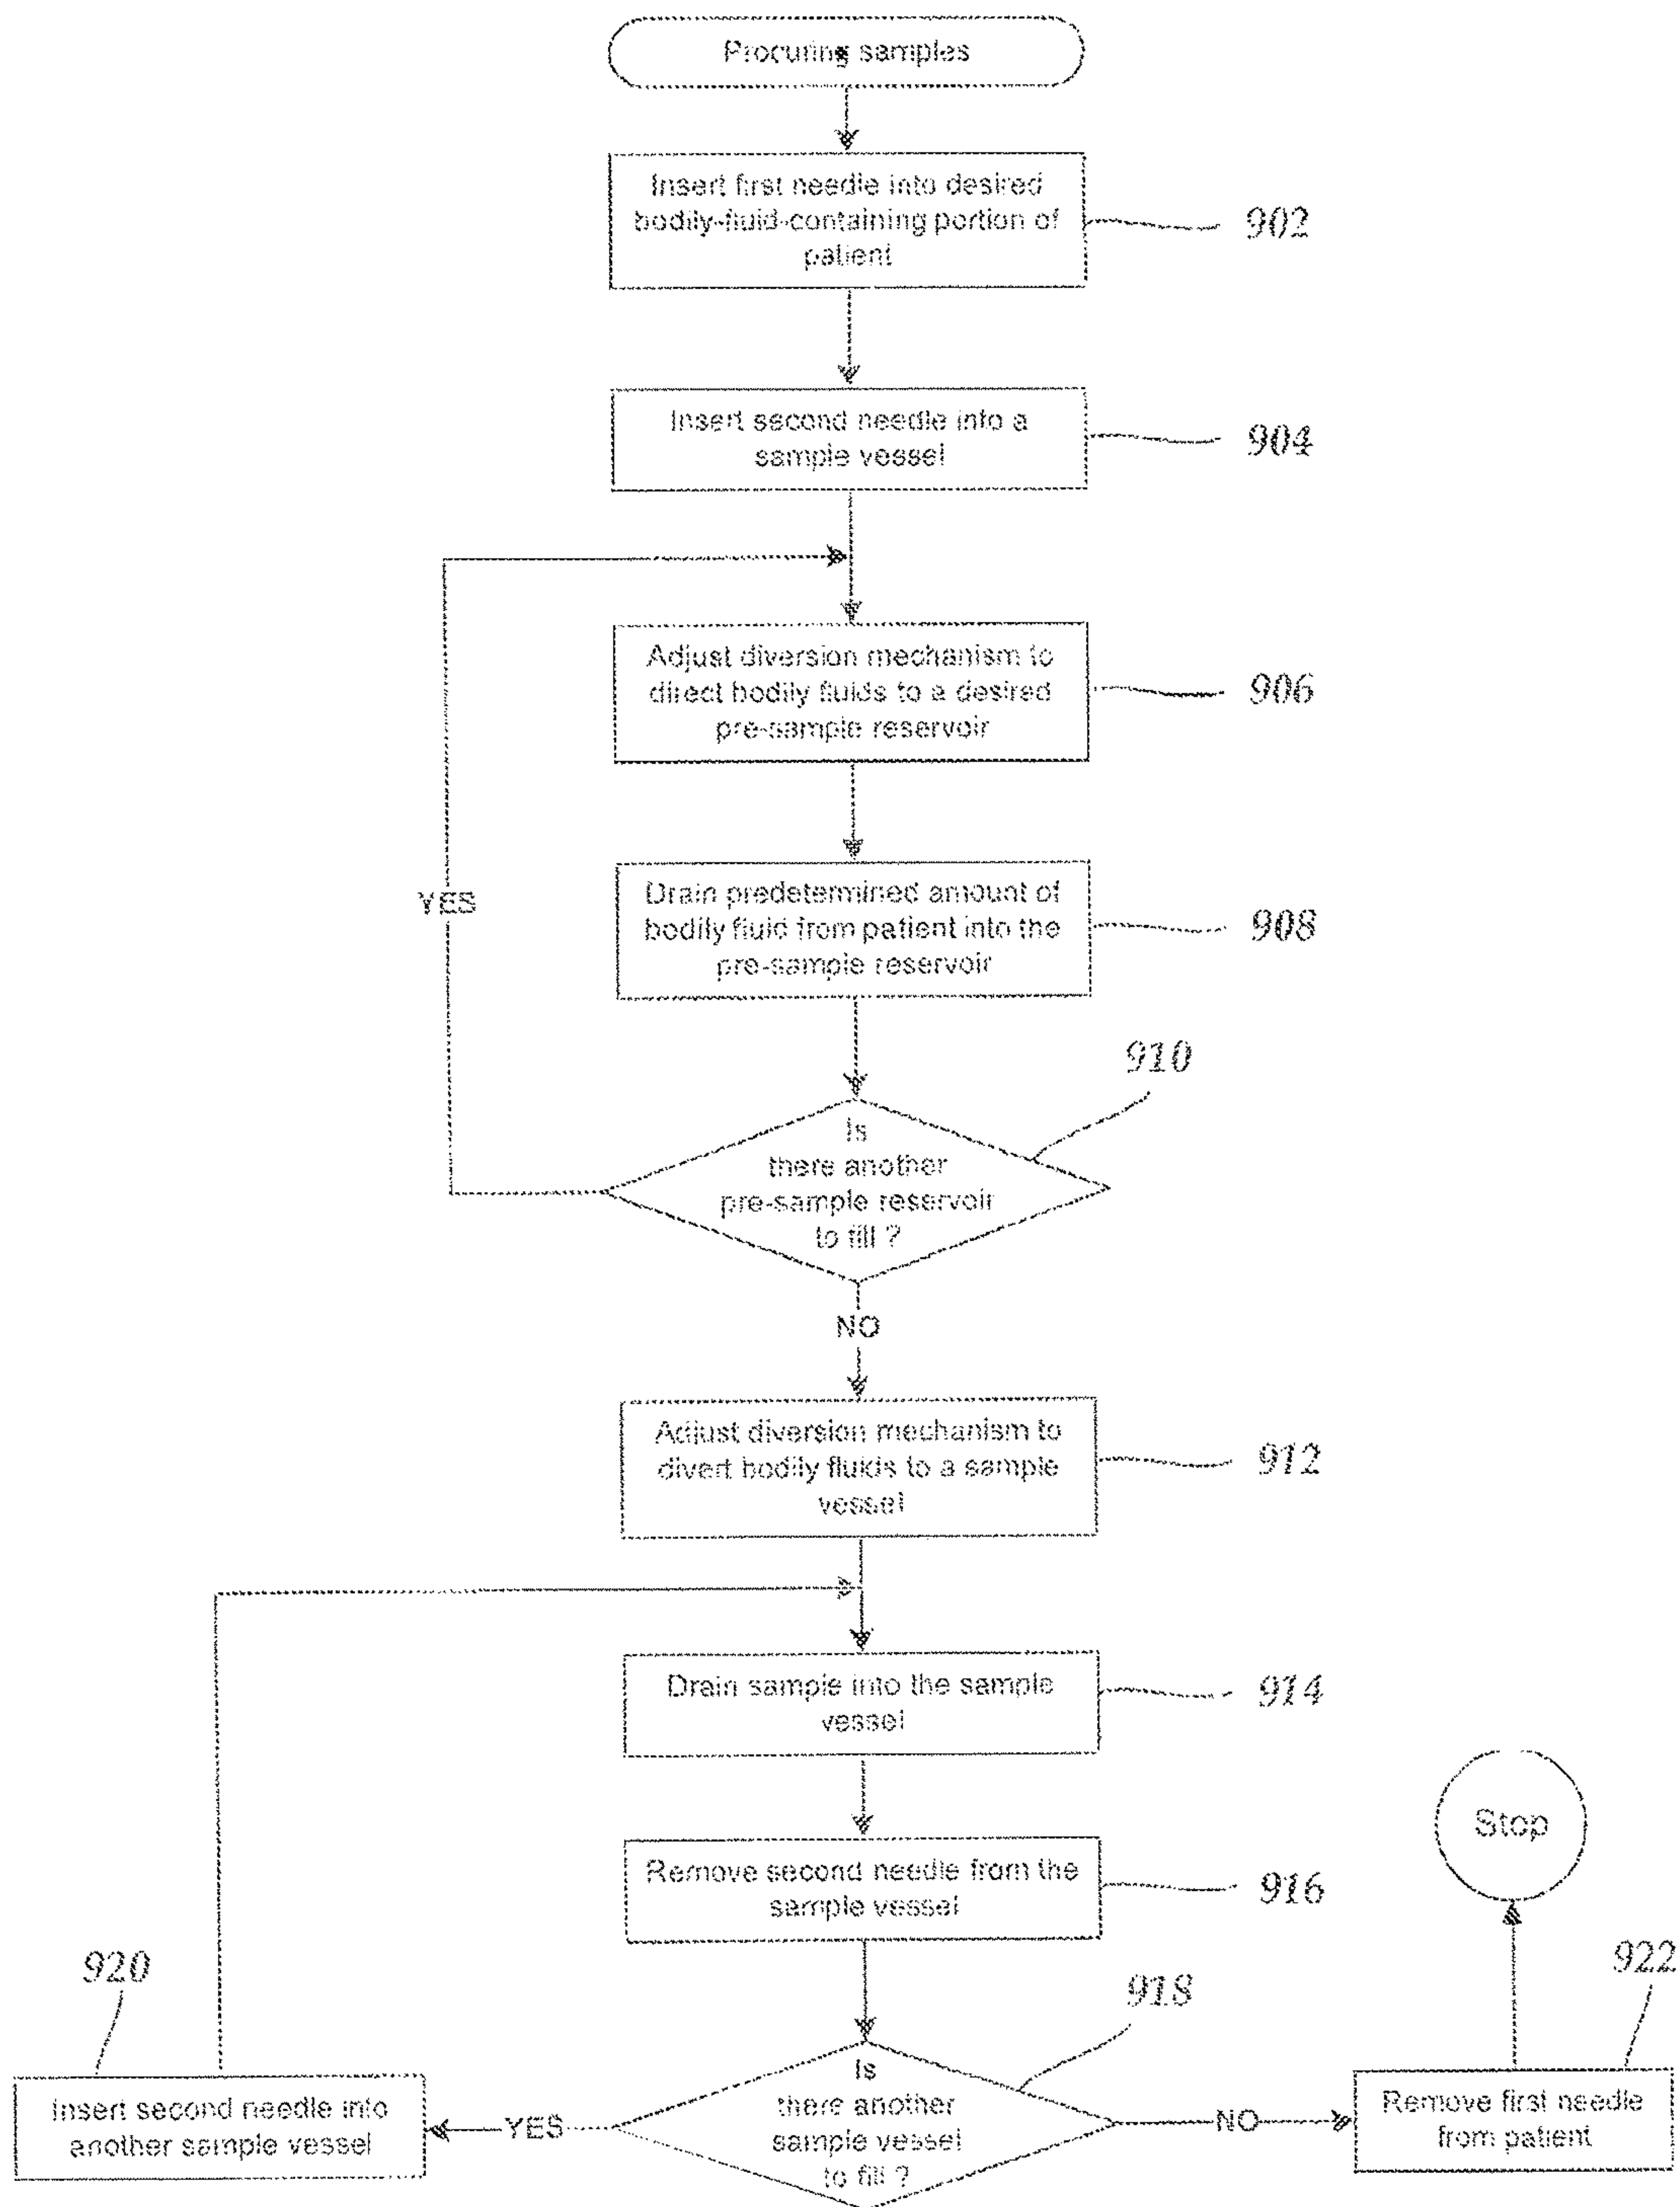 Procuring samples
Insert first needle into desired
bodily-fluid-containing portion of
patient
902
Insert second needle into a
sample vessel
904
Adjust diversion mechanism to
direct bodily fluids to a desired
pre-sample reservoir
906
YES
Drain predetermined amount of
bodily fluid from patient into the
pre-sample reservoir
908
910
Is
there another
pre-sample reservoir
to fill ?
NO
Adjust diversion mechanism to
divert bodily fluids to a sample
vessel
912
Drain sample into the sample
vessel
914
Stop
Remove second needle from the
sample vessel
916
920
918
922
Insert second needle into
another sample vessel
YES
Is
there another
sample vessel
to fill ?
NO
Remove first needle
from patient